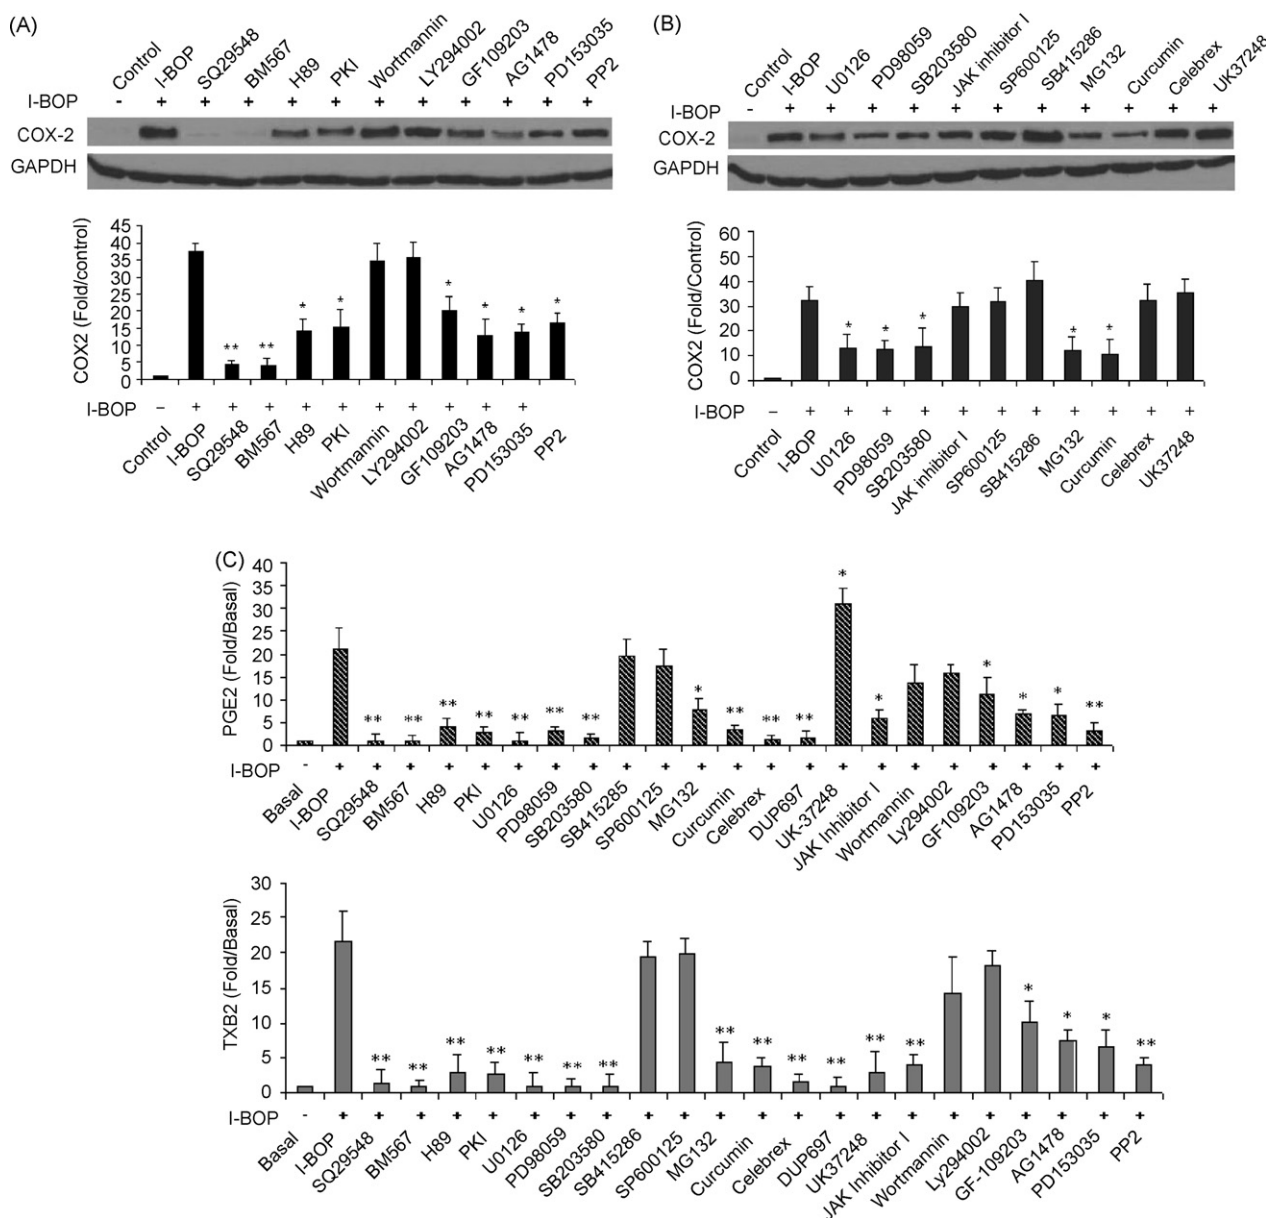 (A)
Control I-BOP SQ29548 BM567 H89 PKI Wortmannin LY294002 GF109203 AG1478 PD153035 PP2
I-BOP - + + + + + + + + + + +
COX-2
GAPDH
COX2 (Fold/control)
45
40
35
30
25
20
15
10
5
0
** ** * * * * * *
I-BOP – + + + + + + + + + +
Control I-BOP SQ29548 BM567 H89 PKI Wortmannin LY294002 GF109203 AG1478 PD153035 PP2
(B)
Control I-BOP U0126 PD98059 SB203580 JAK inhibitor I SP600125 SB415286 MG132 Curcumin Celebrex UK37248
I-BOP - + + + + + + + + + + +
COX-2
GAPDH
COX2 (Fold/Control)
60
50
40
30
20
10
0
* * * * *
I-BOP – + + + + + + + + + + +
Control I-BOP U0126 PD98059 SB203580 JAK inhibitor I SP600125 SB415286 MG132 Curcumin Celebrex UK37248
(C)
PGE2 (Fold/Basal)
40
35
30
25
20
15
10
5
0
** ** ** ** ** ** ** * ** ** ** * * * * * **
I-BOP - + + + + + + + + + + + + + + + + + + + + + +
Basal I-BOP SQ29548 BM567 H89 PKI U0126 PD98059 SB203580 SB415285 SP600125 MG132 Curcumin Celebrex DUP697 UK-37248 JAK Inhibitor I Wortmannin Ly294002 GF109203 AG1478 PD153035 PP2
TXB2 (Fold/Basal)
30
25
20
15
10
5
0
** ** ** ** ** ** ** ** ** ** ** ** ** * * * **
I-BOP - + + + + + + + + + + + + + + + + + + + + + +
Basal I-BOP SQ29548 BM567 H89 PKI U0126 PD98059 SB203580 SB415286 SP600125 MG132 Curcumin Celebrex DUP697 UK37248 JAK Inhibitor I Wortmannin Ly294002 GF-109203 AG1478 PD153035 PP2